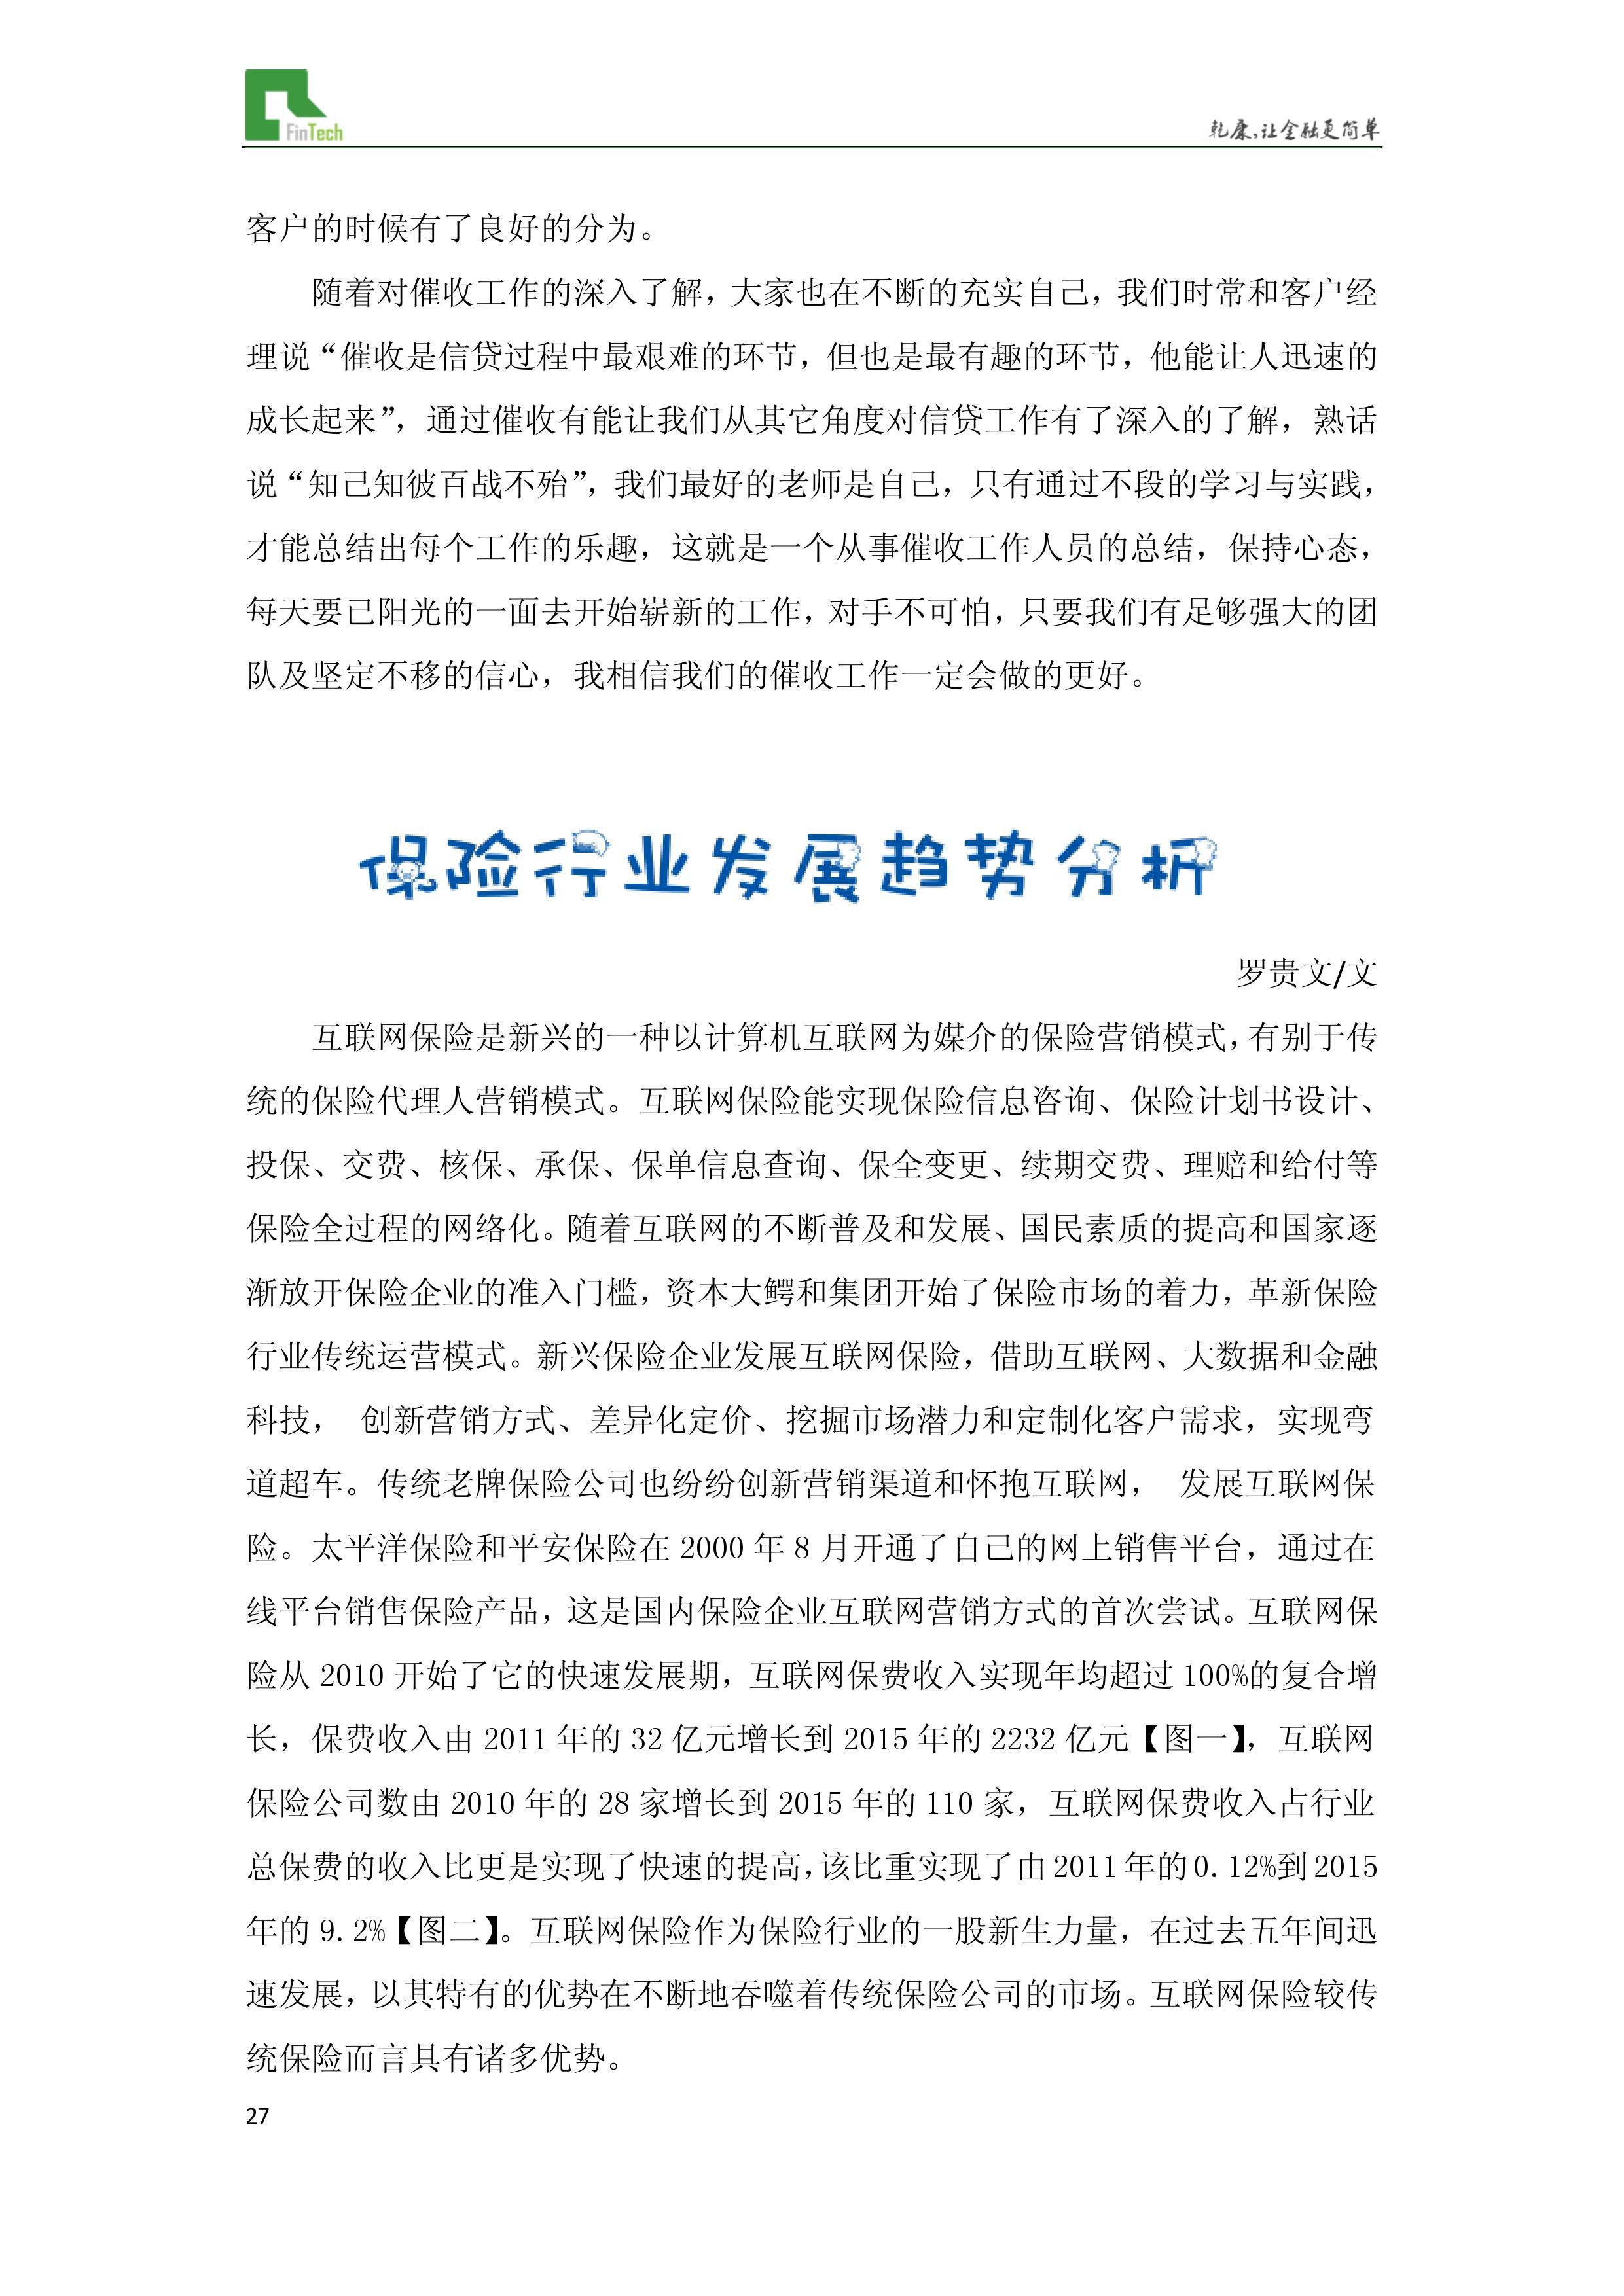 FinTech
乾康,让金融更简单
客户的时候有了良好的分为。
随着对催收工作的深入了解，大家也在不断的充实自己，我们时常和客户经
理说“催收是信贷过程中最艰难的环节，但也是最有趣的环节，他能让人迅速的
成长起来”，通过催收有能让我们从其它角度对信贷工作有了深入的了解，熟话
说“知己知彼百战不殆”，我们最好的老师是自己，只有通过不段的学习与实践，
才能总结出每个工作的乐趣，这就是一个从事催收工作人员的总结，保持心态，
每天要已阳光的一面去开始崭新的工作，对手不可怕，只要我们有足够强大的团
队及坚定不移的信心，我相信我们的催收工作一定会做的更好。
保险行业发展趋势分析
罗贵文/文
互联网保险是新兴的一种以计算机互联网为媒介的保险营销模式，有别于传
统的保险代理人营销模式。互联网保险能实现保险信息咨询、保险计划书设计、
投保、交费、核保、承保、保单信息查询、保全变更、续期交费、理赔和给付等
保险全过程的网络化。随着互联网的不断普及和发展、国民素质的提高和国家逐
渐放开保险企业的准入门槛，资本大鳄和集团开始了保险市场的着力，革新保险
行业传统运营模式。新兴保险企业发展互联网保险，借助互联网、大数据和金融
科技， 创新营销方式、差异化定价、挖掘市场潜力和定制化客户需求，实现弯
道超车。传统老牌保险公司也纷纷创新营销渠道和怀抱互联网， 发展互联网保
险。太平洋保险和平安保险在 2000 年 8 月开通了自己的网上销售平台，通过在
线平台销售保险产品，这是国内保险企业互联网营销方式的首次尝试。互联网保
险从 2010 开始了它的快速发展期，互联网保费收入实现年均超过 100%的复合增
长，保费收入由 2011 年的 32 亿元增长到 2015 年的 2232 亿元【图一】，互联网
保险公司数由 2010 年的 28 家增长到 2015 年的 110 家，互联网保费收入占行业
总保费的收入比更是实现了快速的提高，该比重实现了由 2011 年的 0.12%到 2015
年的 9.2%【图二】。互联网保险作为保险行业的一股新生力量，在过去五年间迅
速发展，以其特有的优势在不断地吞噬着传统保险公司的市场。互联网保险较传
统保险而言具有诸多优势。
27